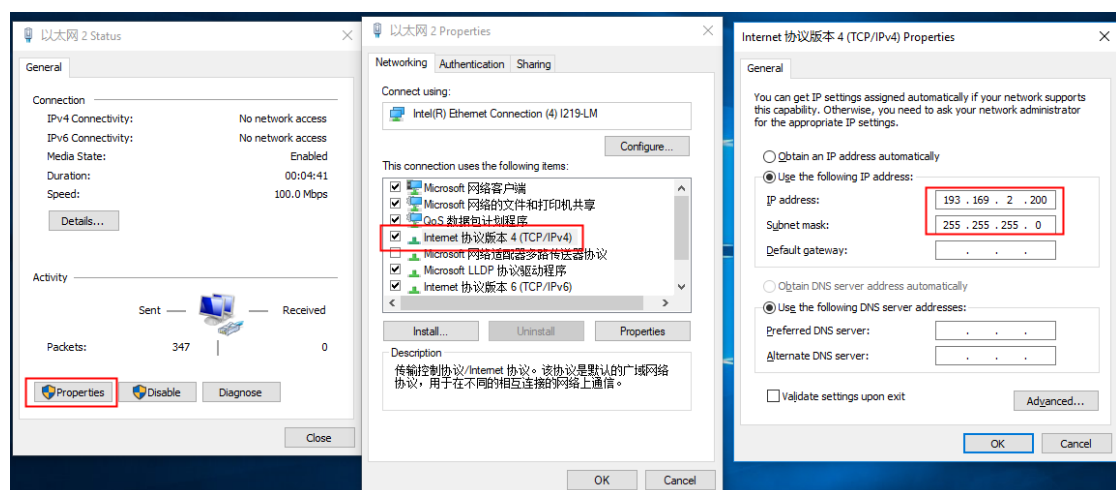 以太网 2 Status
General
Connection
IPv4 Connectivity: No network access
IPv6 Connectivity: No network access
Media State: Enabled
Duration: 00:04:41
Speed: 100.0 Mbps
Details...
Activity
Sent — — Received
Packets: 347 0
Properties Disable Diagnose
Close
以太网 2 Properties
Networking Authentication Sharing
Connect using:
Intel(R) Ethernet Connection (4) I219-LM
Configure...
This connection uses the following items:
Microsoft 网络客户端
Microsoft 网络的文件和打印机共享
QoS 数据包计划程序
Internet 协议版本 4 (TCP/IPv4)
Microsoft 网络适配器多路传送器协议
Microsoft LLDP 协议驱动程序
Internet 协议版本 6 (TCP/IPv6)
Install... Uninstall Properties
Description
传输控制协议/Internet 协议。该协议是默认的广域网络
协议，用于在不同的相互连接的网络上通信。
OK Cancel
Internet 协议版本 4 (TCP/IPv4) Properties
General
You can get IP settings assigned automatically if your network supports
this capability. Otherwise, you need to ask your network administrator
for the appropriate IP settings.
Obtain an IP address automatically
Use the following IP address:
IP address: 193 . 169 . 2 . 200
Subnet mask: 255 . 255 . 255 . 0
Default gateway: . . .
Obtain DNS server address automatically
Use the following DNS server addresses:
Preferred DNS server: . . .
Alternate DNS server: . . .
Validate settings upon exit
Advanced...
OK Cancel